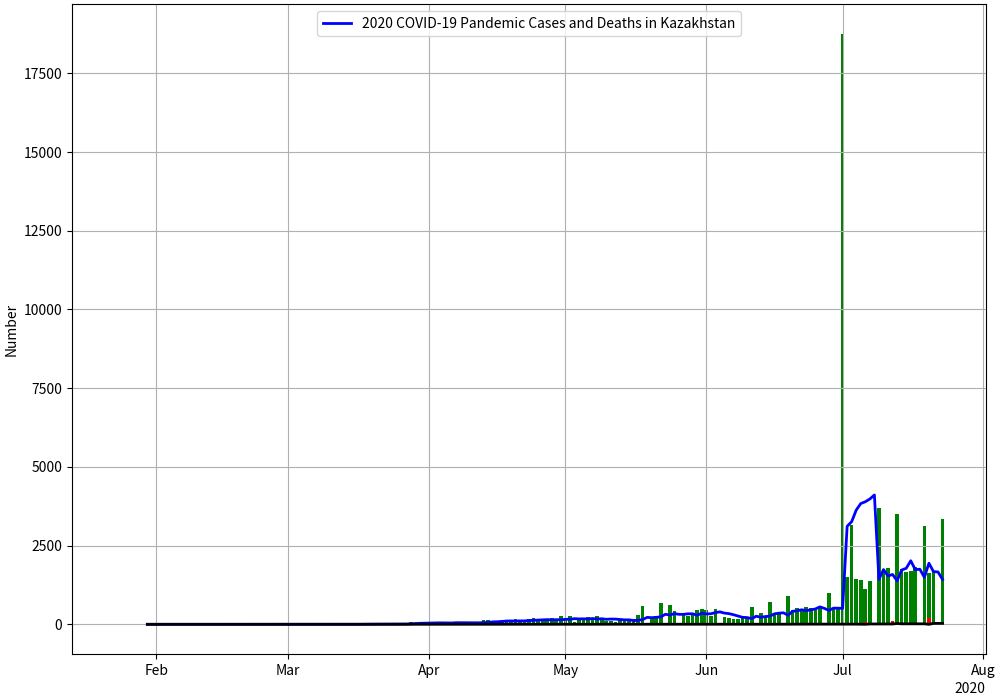 2020 COVID-19 Pandemic Cases and Deaths in Kazakhstan
17500
15000
12500
10000
7500
5000
2500
0
Number
Feb
Mar
Apr
May
Jun
Jul
Aug
2020